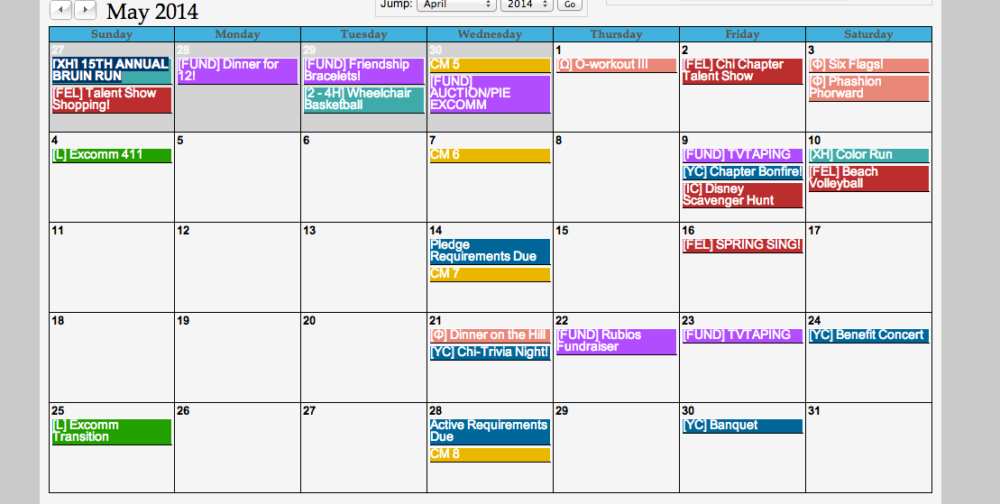 Jump: April 2014 Go
May 2014
Sunday Monday Tuesday Wednesday Thursday Friday Saturday
27 28 29 30 1 2 3
[XH] 15TH ANNUAL
BRUIN RUN
[FEL] Talent Show
Shopping!
[FUND] Dinner for
12!
[FUND] Friendship
Bracelets!
[2 - 4H] Wheelchair
Basketball
CM 5
[FUND]
AUCTION/PIE
EXCOMM
[Ω] O-workout III
[FEL] Chi Chapter
Talent Show
[Φ] Six Flags!
[Φ] Phashion
Phorward
4 5 6 7 8 9 10
[L] Excomm 411
CM 6
[FUND] TVTAPING
[YC] Chapter Bonfire!
[IC] Disney
Scavenger Hunt
[XH] Color Run
[FEL] Beach
Volleyball
11 12 13 14 15 16 17
Pledge
Requirements Due
CM 7
[FEL] SPRING SING!
18 19 20 21 22 23 24
[Φ] Dinner on the Hill
[YC] Chi-Trivia Night!
[FUND] Rubios
Fundraiser
[FUND] TVTAPING
[YC] Benefit Concert
25 26 27 28 29 30 31
[L] Excomm
Transition
Active Requirements
Due
CM 8
[YC] Banquet